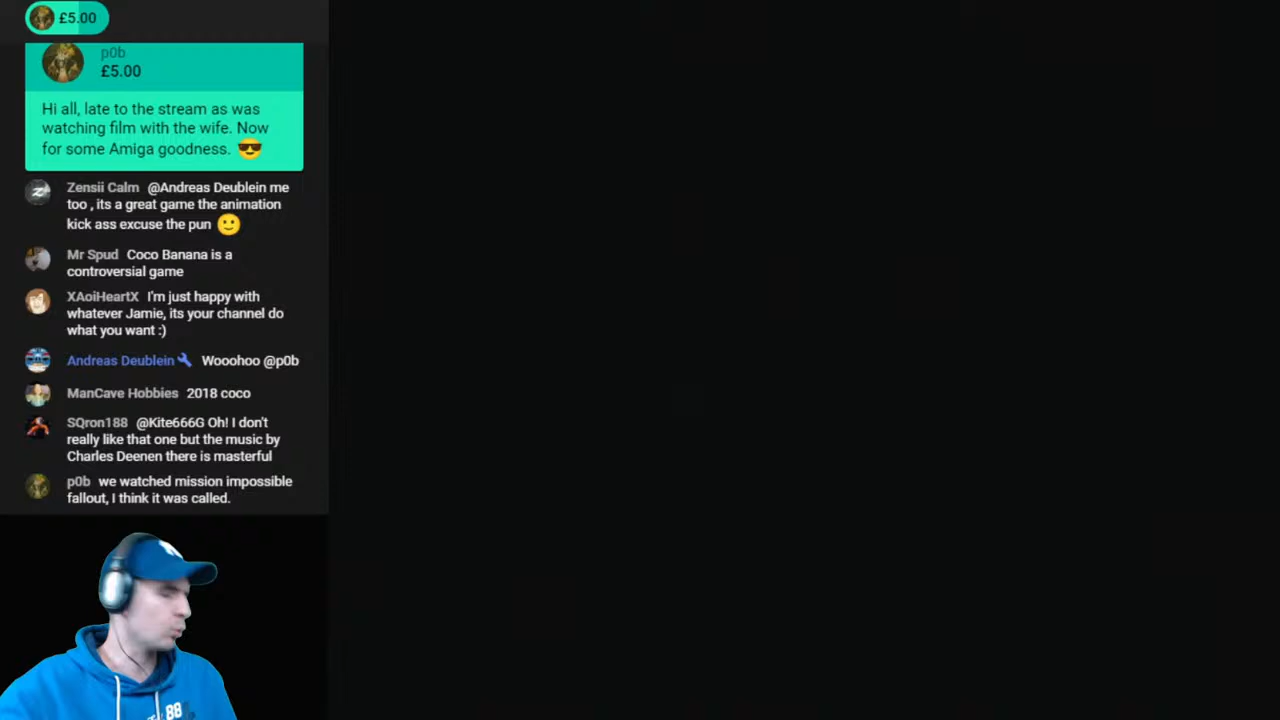 £5.00
p0b
£5.00
Hi all, late to the stream as was
watching film with the wife. Now
for some Amiga goodness. 😎
Zensii Calm @Andreas Deublein me
too , its a great game the animation
kick ass excuse the pun 🙂
Mr Spud Coco Banana is a
controversial game
XAoiHeartX I'm just happy with
whatever Jamie, its your channel do
what you want :)
Andreas Deublein Wooohoo @p0b
ManCave Hobbies 2018 coco
SQron188 @Kite666G Oh! I don't
really like that one but the music by
Charles Deenen there is masterful
p0b we watched mission impossible
fallout, I think it was called.
88